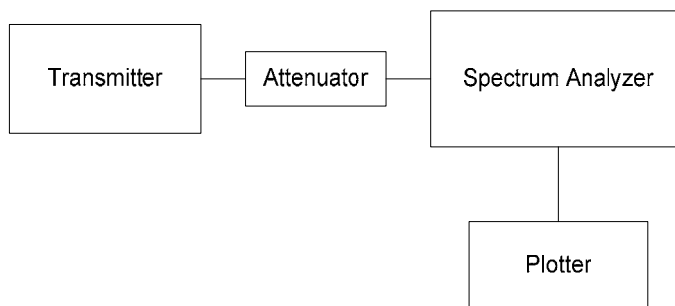 Transmitter
Attenuator
Spectrum Analyzer
Plotter